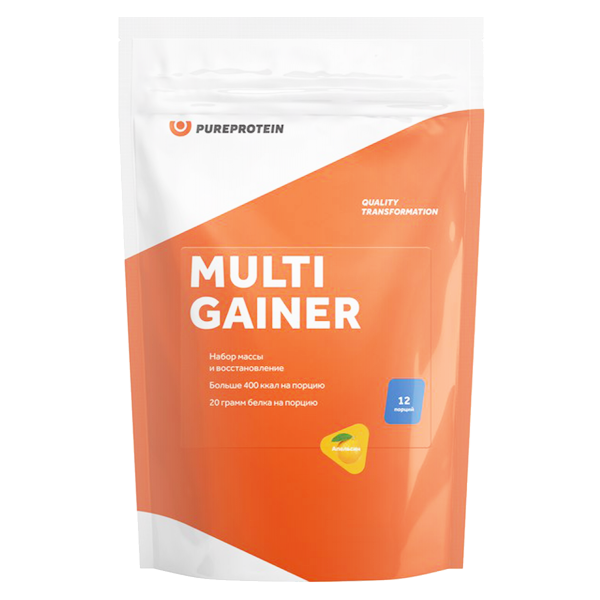 PUREPROTEIN
QUALITY
TRANSFORMATION
MULTI
GAINER
Набор массы
и восстановление
Больше 400 ккал на порцию
20 грамм белка на порцию
12
порций